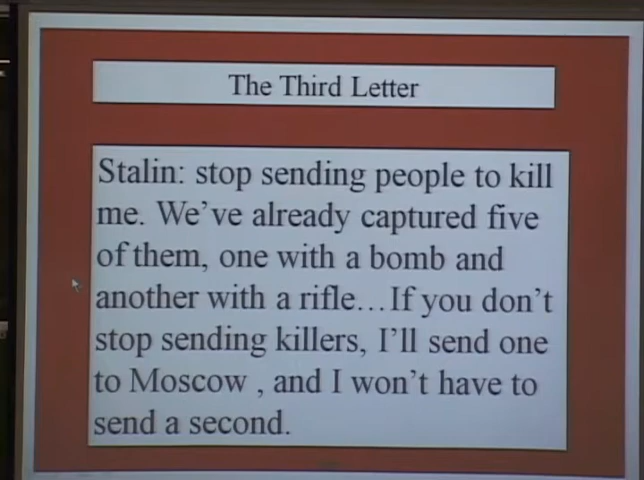 The Third Letter
Stalin: stop sending people to kill
me. We've already captured five
of them, one with a bomb and
another with a rifle...If you don't
stop sending killers, I'll send one
to Moscow , and I won't have to
send a second.